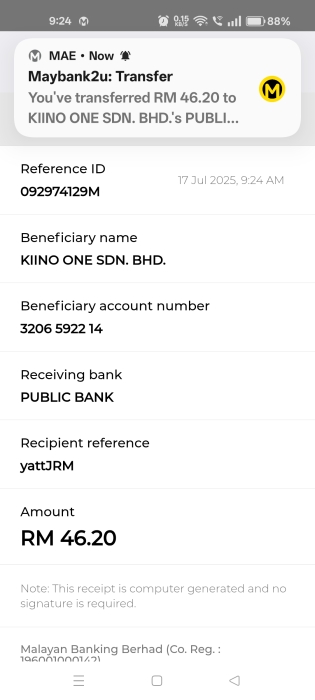 9:24
0.15
KB/S
88%
MAE • Now
Maybank2u: Transfer
You've transferred RM 46.20 to
KIINO ONE SDN. BHD.'s PUBLI...
Reference ID
17 Jul 2025, 9:24 AM
092974129M
Beneficiary name
KIINO ONE SDN. BHD.
Beneficiary account number
3206 5922 14
Receiving bank
PUBLIC BANK
Recipient reference
yattJRM
Amount
RM 46.20
Note: This receipt is computer generated and no
signature is required.
Malayan Banking Berhad (Co. Reg. :
196001000142)